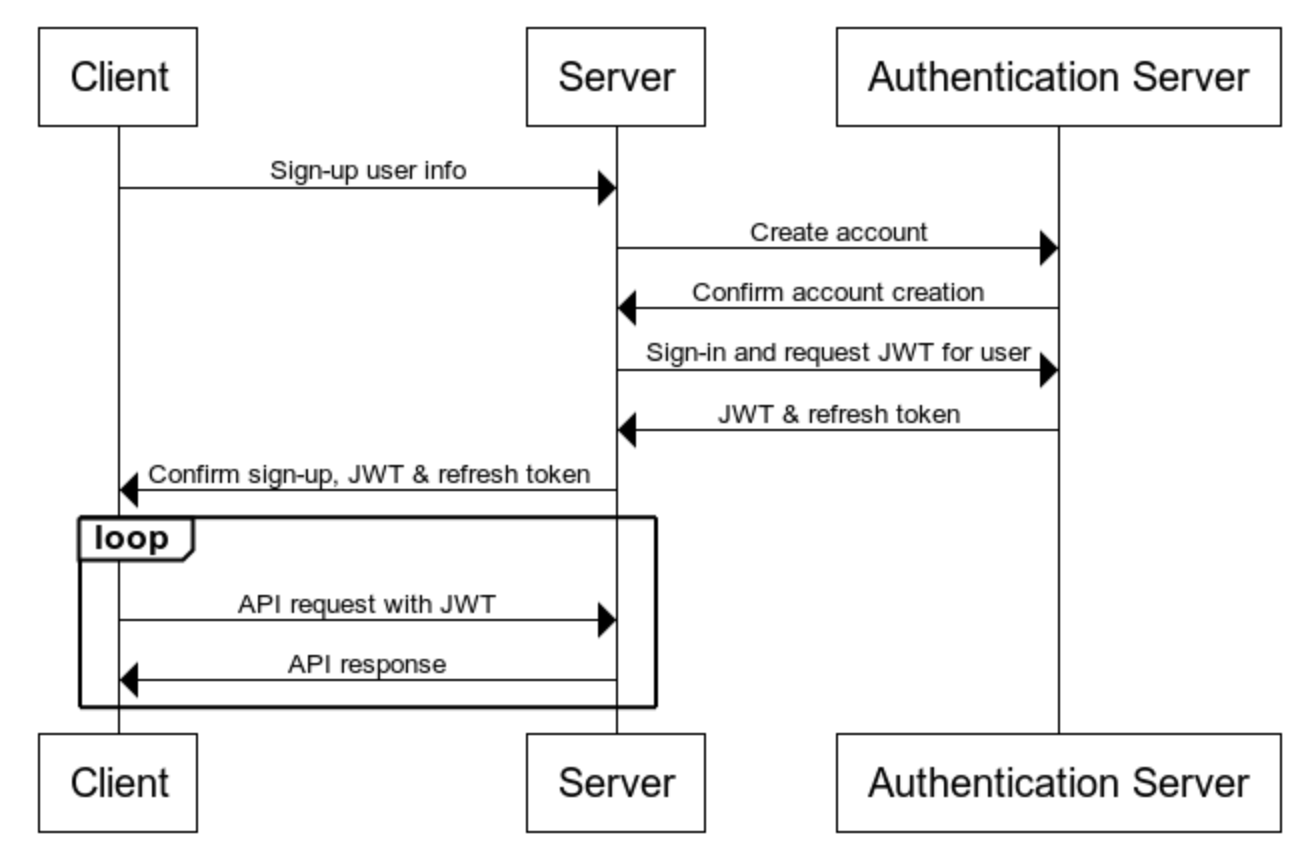 Client
Server
Authentication Server
Sign-up user info
Create account
Confirm account creation
Sign-in and request JWT for user
JWT & refresh token
Confirm sign-up, JWT & refresh token
loop
API request with JWT
API response
Client
Server
Authentication Server